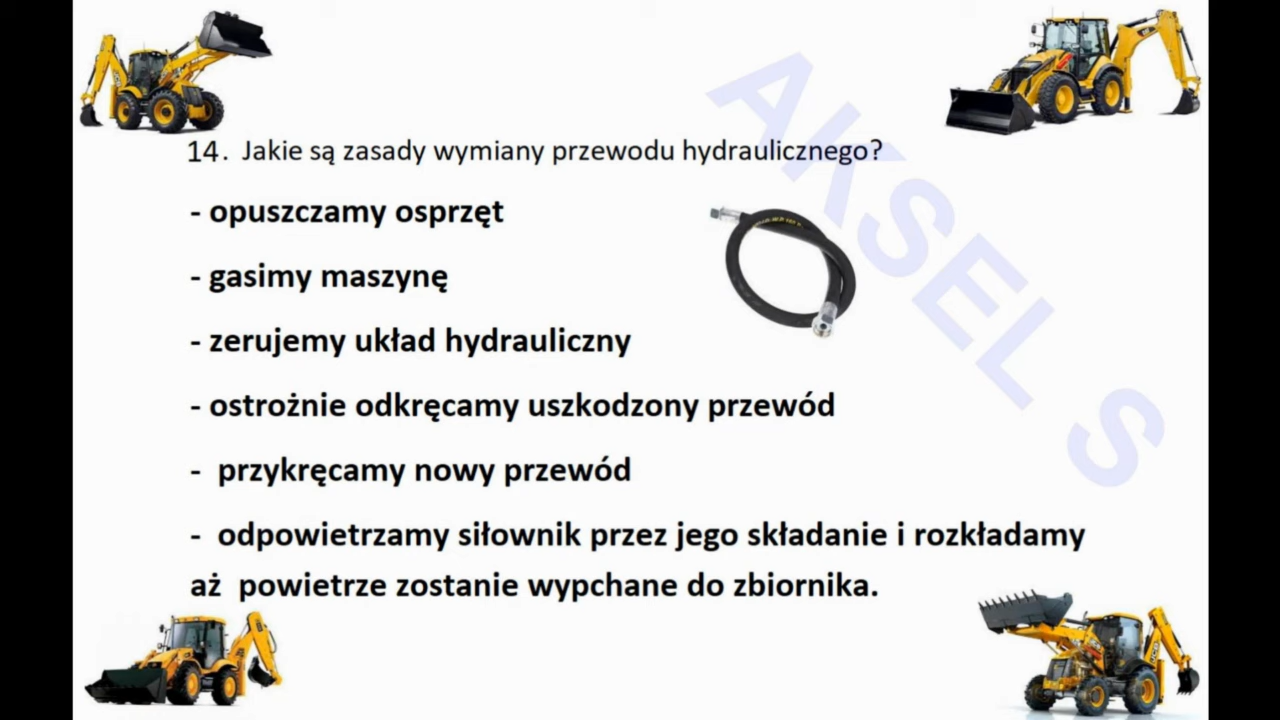 14. Jakie są zasady wymiany przewodu hydraulicznego?
- opuszczamy osprzęt
- gasimy maszynę
- zerujemy układ hydrauliczny
- ostrożnie odkręcamy uszkodzony przewód
- przykręcamy nowy przewód
- odpowietrzamy siłownik przez jego składanie i rozkładamy
aż powietrze zostanie wypchane do zbiornika.
AKSEL S